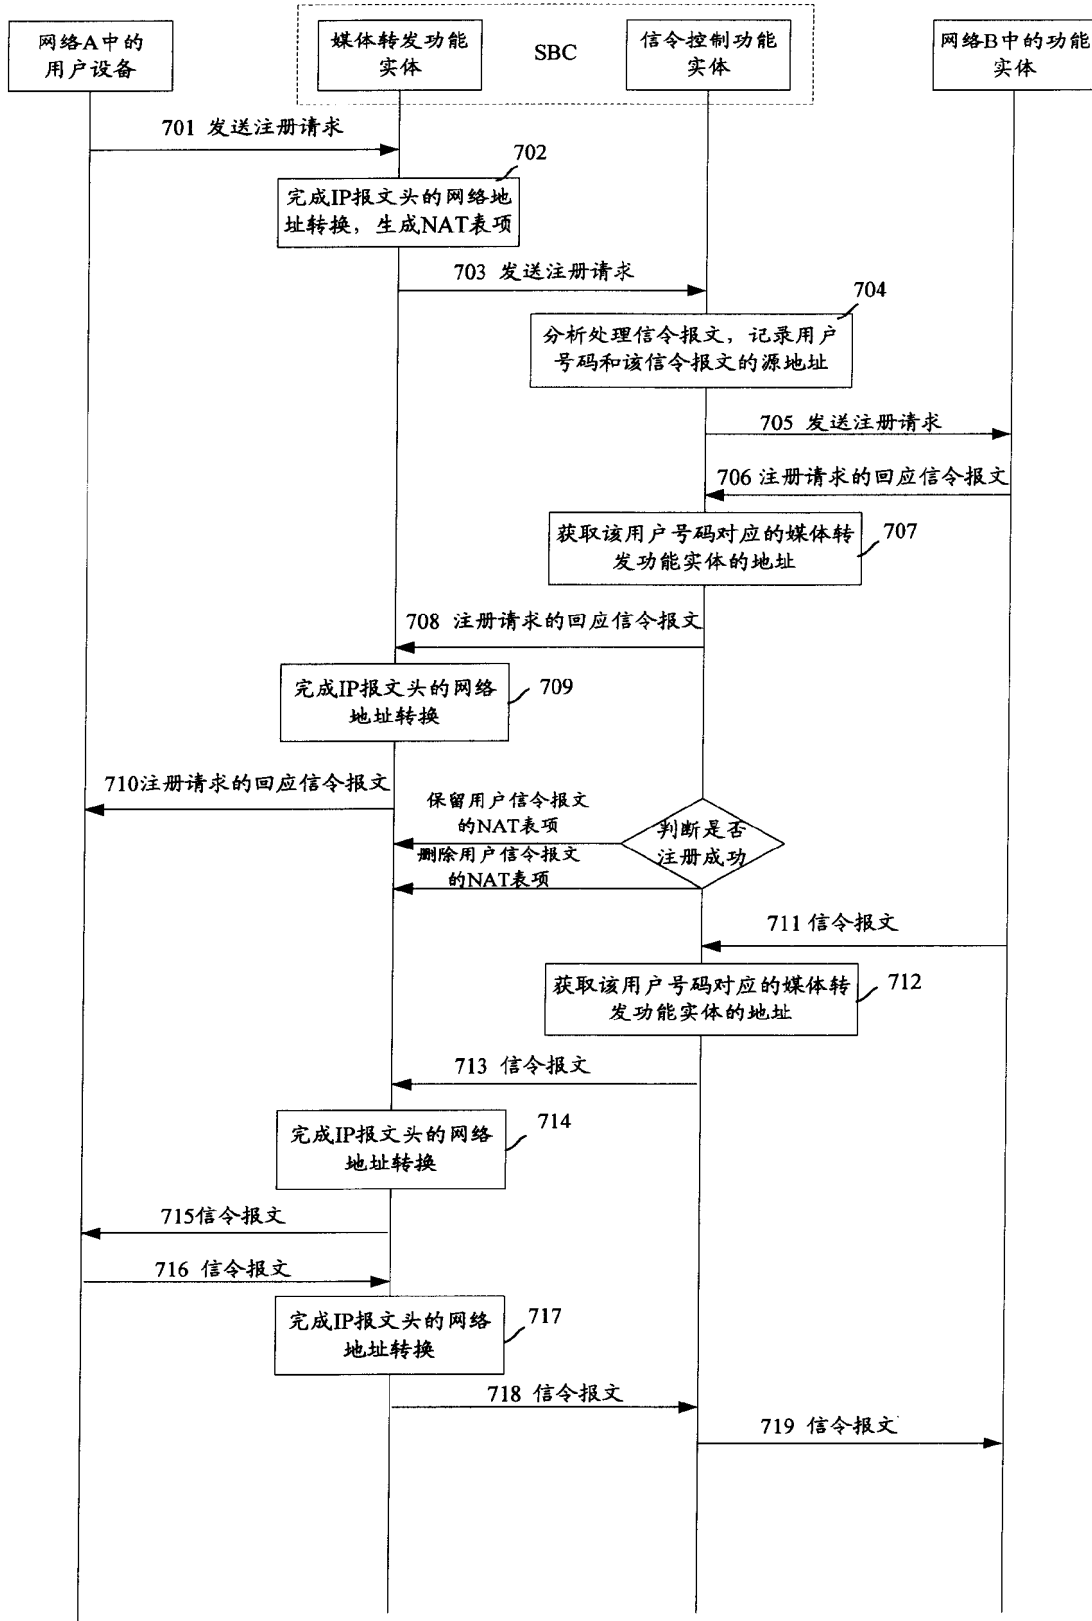 网络A中的
用户设备
媒体转发功能
实体
SBC
信令控制功能
实体
网络B中的功能
实体
701 发送注册请求
702
完成IP报文头的网络地
址转换，生成NAT表项
703 发送注册请求
704
分析处理信令报文，记录用户
号码和该信令报文的源地址
705 发送注册请求
706 注册请求的回应信令报文
获取该用户号码对应的媒体转
发功能实体的地址
707
708 注册请求的回应信令报文
完成IP报文头的网络
地址转换
709
710注册请求的回应信令报文
保留用户信令报文
的NAT表项
判断是否
注册成功
删除用户信令报文
的NAT表项
711 信令报文
获取该用户号码对应的媒体转
发功能实体的地址
712
713 信令报文
完成IP报文头的网络
地址转换
714
715信令报文
716 信令报文
完成IP报文头的网络
地址转换
717
718 信令报文
719 信令报文